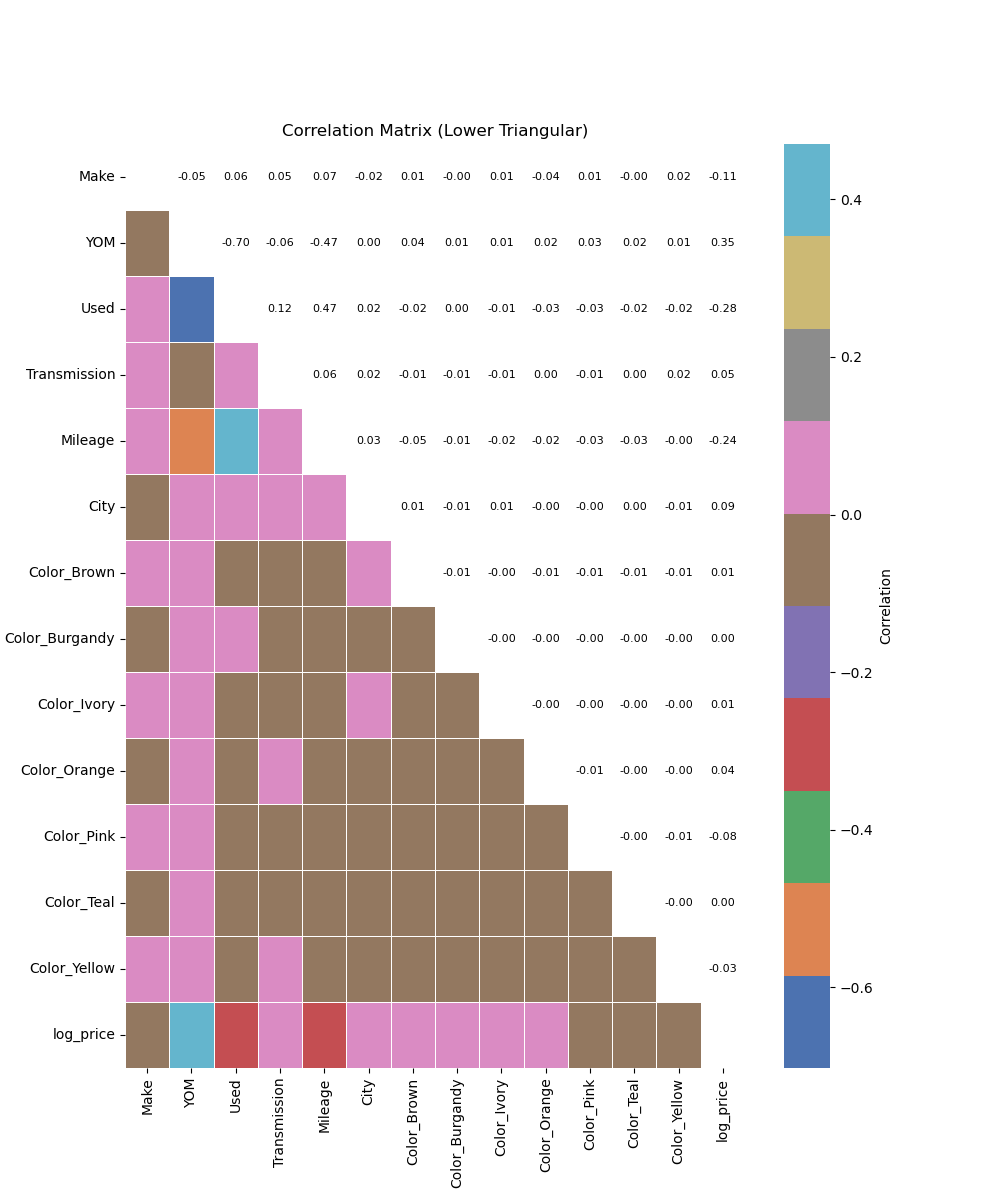 Correlation Matrix (Lower Triangular)
Make -0.05 0.06 0.05 0.07 -0.02 0.01 -0.00 0.01 -0.04 0.01 -0.00 0.02 -0.11
0.4
YOM -0.70 -0.06 -0.47 0.00 0.04 0.01 0.01 0.02 0.03 0.02 0.01 0.35
Used 0.12 0.47 0.02 -0.02 0.00 -0.01 -0.03 -0.03 -0.02 -0.02 -0.28
0.2
Transmission 0.06 0.02 -0.01 -0.01 -0.01 0.00 -0.01 0.00 0.02 0.05
Mileage 0.03 -0.05 -0.01 -0.02 -0.02 -0.03 -0.03 -0.00 -0.24
City 0.01 -0.01 0.01 -0.00 -0.00 0.00 -0.01 0.09
0.0
Color_Brown -0.01 -0.00 -0.01 -0.01 -0.01 -0.01 0.01
Correlation
Color_Burgandy -0.00 -0.00 -0.00 -0.00 -0.00 0.00
−0.2
Color_Ivory -0.00 -0.00 -0.00 -0.00 0.01
Color_Orange -0.01 -0.00 -0.00 0.04
−0.4
Color_Pink -0.00 -0.01 -0.08
Color_Teal -0.00 0.00
Color_Yellow -0.03
−0.6
log_price
Make
YOM
Used
Transmission
Mileage
City
Color_Brown
Color_Burgandy
Color_Ivory
Color_Orange
Color_Pink
Color_Teal
Color_Yellow
log_price